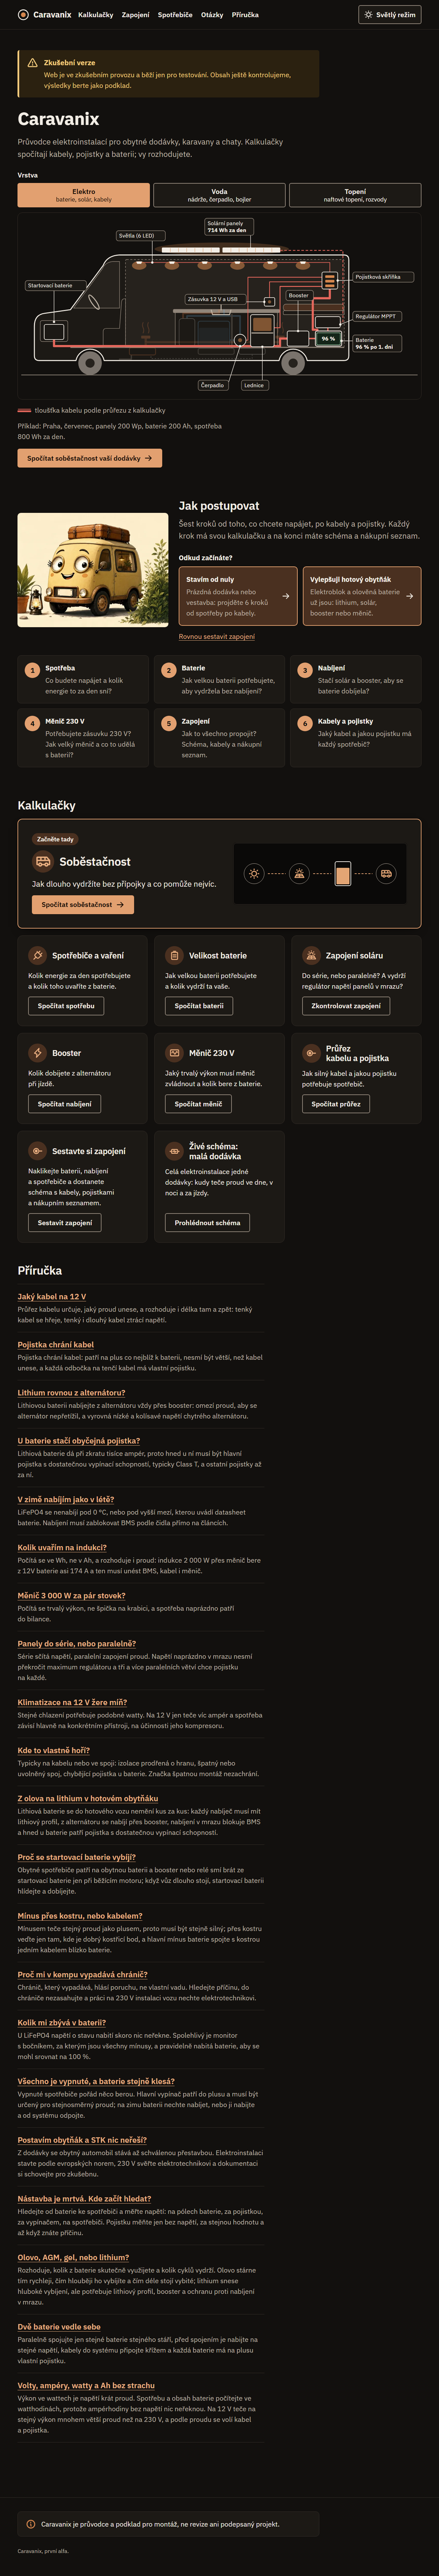 Caravanix
Kalkulačky
Zapojení
Spotřebiče
Otázky
Příručka
Světlý režim
Zkušební verze
Web je ve zkušebním provozu a běží jen pro testování. Obsah ještě kontrolujeme,
výsledky berte jako podklad.
Caravanix
Průvodce elektroinstalací pro obytné dodávky, karavany a chaty. Kalkulačky
spočítají kabely, pojistky a baterii; vy rozhodujete.
Vrstva
Elektro
baterie, solár, kabely
Voda
nádrže, čerpadlo, bojler
Topení
naftové topení, rozvody
Solární panely
714 Wh za den
Světla (6 LED)
Pojistková skříňka
Startovací baterie
Zásuvka 12 V a USB
Booster
Regulátor MPPT
96 %
Baterie
96 % po 1. dni
Čerpadlo
Lednice
tloušťka kabelu podle průřezu z kalkulačky
Příklad: Praha, červenec, panely 200 Wp, baterie 200 Ah, spotřeba
800 Wh za den.
Spočítat soběstačnost vaší dodávky
Jak postupovat
Šest kroků od toho, co chcete napájet, po kabely a pojistky. Každý
krok má svou kalkulačku a na konci máte schéma a nákupní seznam.
Odkud začínáte?
Stavím od nuly
Prázdná dodávka nebo
vestavba: projděte 6 kroků
od spotřeby po kabely.
Vylepšuji hotový obytňák
Elektroblok a olověná baterie
už jsou: lithium, solár,
booster nebo měnič.
Rovnou sestavit zapojení
1
Spotřeba
Co budete napájet a kolik
energie to za den sní?
2
Baterie
Jak velkou baterii potřebujete,
aby vydržela bez nabíjení?
3
Nabíjení
Stačí solár a booster, aby se
baterie dobíjela?
4
Měnič 230 V
Potřebujete zásuvku 230 V?
Jak velký měnič a co to udělá
s baterií?
5
Zapojení
Jak to všechno propojit?
Schéma, kabely a nákupní
seznam.
6
Kabely a pojistky
Jaký kabel a jakou pojistku má
každý spotřebič?
Kalkulačky
Začněte tady
Soběstačnost
Jak dlouho vydržíte bez přípojky a co pomůže nejvíc.
Spočítat soběstačnost
Spotřebiče a vaření
Kolik energie za den spotřebujete
a kolik toho uvaříte z baterie.
Spočítat spotřebu
Velikost baterie
Jak velkou baterii potřebujete
a kolik vydrží ta vaše.
Spočítat baterii
Zapojení soláru
Do série, nebo paralelně? A vydrží
regulátor napětí panelů v mrazu?
Zkontrolovat zapojení
Booster
Kolik dobijete z alternátoru
při jízdě.
Spočítat nabíjení
Měnič 230 V
Jaký trvalý výkon musí měnič
zvládnout a kolik bere z baterie.
Spočítat měnič
Průřez
kabelu a pojistka
Jak silný kabel a jakou pojistku
potřebuje spotřebič.
Spočítat průřez
Sestavte si zapojení
Naklikejte baterii, nabíjení
a spotřebiče a dostanete
schéma s kabely, pojistkami
a nákupním seznamem.
Sestavit zapojení
Živé schéma:
malá dodávka
Celá elektroinstalace jedné
dodávky: kudy teče proud ve dne, v
noci a za jízdy.
Prohlédnout schéma
Příručka
Jaký kabel na 12 V
Průřez kabelu určuje, jaký proud unese, a rozhoduje i délka tam a zpět: tenký
kabel se hřeje, tenký i dlouhý kabel ztrácí napětí.
Pojistka chrání kabel
Pojistka chrání kabel: patří na plus co nejblíž k baterii, nesmí být větší, než kabel
unese, a každá odbočka na tenčí kabel má vlastní pojistku.
Lithium rovnou z alternátoru?
Lithiovou baterii nabíjejte z alternátoru vždy přes booster: omezí proud, aby se
alternátor nepřetížil, a vyrovná nízké a kolísavé napětí chytrého alternátoru.
U baterie stačí obyčejná pojistka?
Lithiová baterie dá při zkratu tisíce ampér, proto hned u ní musí být hlavní
pojistka s dostatečnou vypínací schopností, typicky Class T, a ostatní pojistky až
za ní.
V zimě nabíjím jako v létě?
LiFePO4 se nenabíjí pod 0 °C, nebo pod vyšší mezí, kterou uvádí datasheet
baterie. Nabíjení musí zablokovat BMS podle čidla přímo na článcích.
Kolik uvařím na indukci?
Počítá se ve Wh, ne v Ah, a rozhoduje i proud: indukce 2 000 W přes měnič bere
z 12V baterie asi 174 A a ten musí unést BMS, kabel i měnič.
Měnič 3 000 W za pár stovek?
Počítá se trvalý výkon, ne špička na krabici, a spotřeba naprázdno patří
do bilance.
Panely do série, nebo paralelně?
Série sčítá napětí, paralelní zapojení proud. Napětí naprázdno v mrazu nesmí
překročit maximum regulátoru a tři a více paralelních větví chce pojistku
na každé.
Klimatizace na 12 V žere míň?
Stejné chlazení potřebuje podobné watty. Na 12 V jen teče víc ampér a spotřeba
závisí hlavně na konkrétním přístroji, na účinnosti jeho kompresoru.
Kde to vlastně hoří?
Typicky na kabelu nebo ve spoji: izolace prodřená o hranu, špatný nebo
uvolněný spoj, chybějící pojistka u baterie. Značka špatnou montáž nezachrání.
Z olova na lithium v hotovém obytňáku
Lithiová baterie se do hotového vozu nemění kus za kus: každý nabíječ musí mít
lithiový profil, z alternátoru se nabíjí přes booster, nabíjení v mrazu blokuje BMS
a hned u baterie patří pojistka s dostatečnou vypínací schopností.
Proč se startovací baterie vybíjí?
Obytné spotřebiče patří na obytnou baterii a booster nebo relé smí brát ze
startovací baterie jen při běžícím motoru; když vůz dlouho stojí, startovací baterii
hlídejte a dobíjejte.
Mínus přes kostru, nebo kabelem?
Mínusem teče stejný proud jako plusem, proto musí být stejně silný; přes kostru
veďte jen tam, kde je dobrý kostřicí bod, a hlavní mínus baterie spojte s kostrou
jedním kabelem blízko baterie.
Proč mi v kempu vypadává chránič?
Chránič, který vypadává, hlásí poruchu, ne vlastní vadu. Hledejte příčinu, do
chrániče nezasahujte a práci na 230 V instalaci vozu nechte elektrotechnikovi.
Kolik mi zbývá v baterii?
U LiFePO4 napětí o stavu nabití skoro nic neřekne. Spolehlivý je monitor
s bočníkem, za kterým jsou všechny mínusy, a pravidelně nabitá baterie, aby se
mohl srovnat na 100 %.
Všechno je vypnuté, a baterie stejně klesá?
Vypnuté spotřebiče pořád něco berou. Hlavní vypínač patří do plusu a musí být
určený pro stejnosměrný proud; na zimu baterii nechte nabíjet, nebo ji nabijte
a od systému odpojte.
Postavím obytňák a STK nic neřeší?
Z dodávky se obytný automobil stává až schválenou přestavbou. Elektroinstalaci
stavte podle evropských norem, 230 V svěřte elektrotechnikovi a dokumentaci
si schovejte pro zkušebnu.
Nástavba je mrtvá. Kde začít hledat?
Hledejte od baterie ke spotřebiči a měřte napětí: na pólech baterie, za pojistkou,
za vypínačem, na spotřebiči. Pojistku měňte jen bez napětí, za stejnou hodnotu a
až když znáte příčinu.
Olovo, AGM, gel, nebo lithium?
Rozhoduje, kolik z baterie skutečně využijete a kolik cyklů vydrží. Olovo stárne
tím rychleji, čím hlouběji ho vybijíte a čím déle stojí vybité; lithium snese
hluboké vybíjení, ale potřebuje lithiový profil, booster a ochranu proti nabíjení
v mrazu.
Dvě baterie vedle sebe
Paralelně spojujte jen stejné baterie stejného stáří, před spojením je nabijte na
stejné napětí, kabely do systému připojte křížem a každá baterie má na plusu
vlastní pojistku.
Volty, ampéry, watty a Ah bez strachu
Výkon ve wattech je napětí krát proud. Spotřebu a obsah baterie počítejte ve
watthodinách, protože ampérhodiny bez napětí nic neřeknou. Na 12 V teče na
stejný výkon mnohem větší proud než na 230 V, a podle proudu se volí kabel
a pojistka.
Caravanix je průvodce a podklad pro montáž, ne revize ani podepsaný projekt.
Caravanix, první alfa.